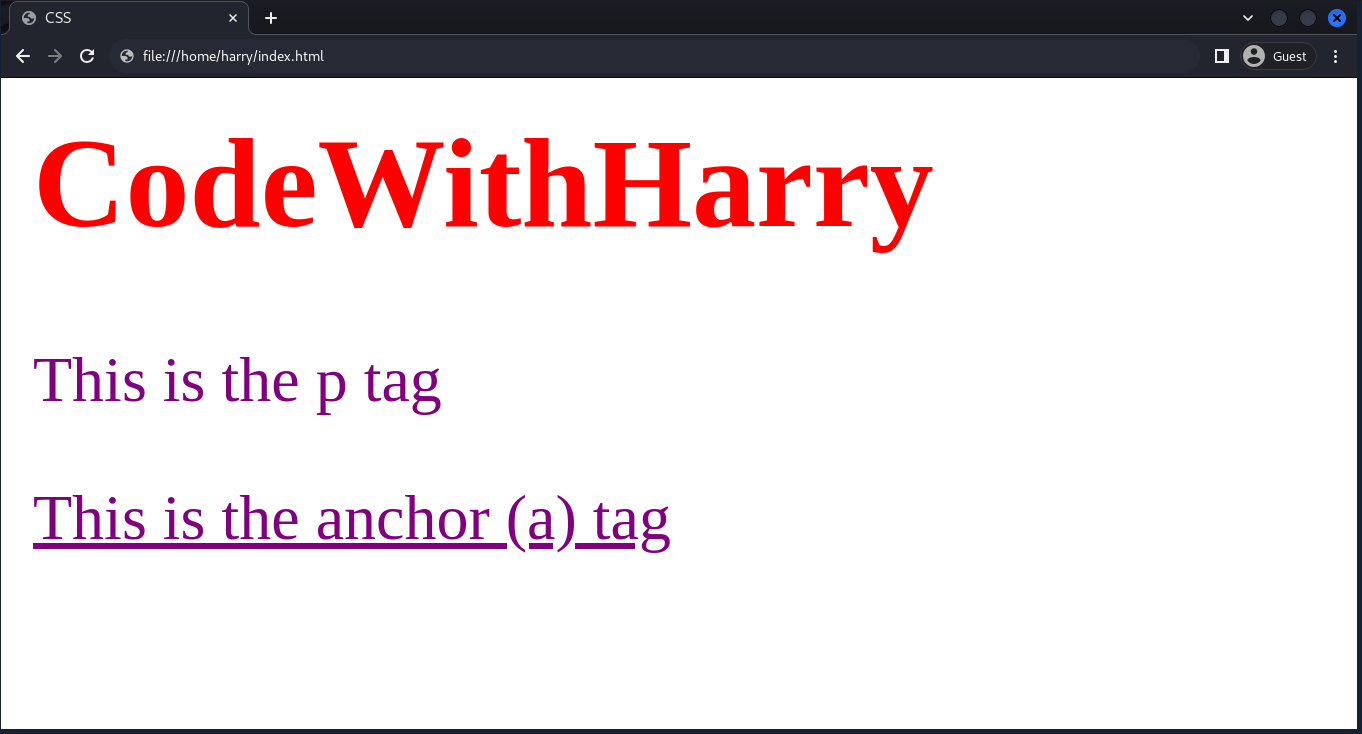 CSS
file:///home/harry/index.html
Guest
CodeWithHarry
This is the p tag
This is the anchor (a) tag